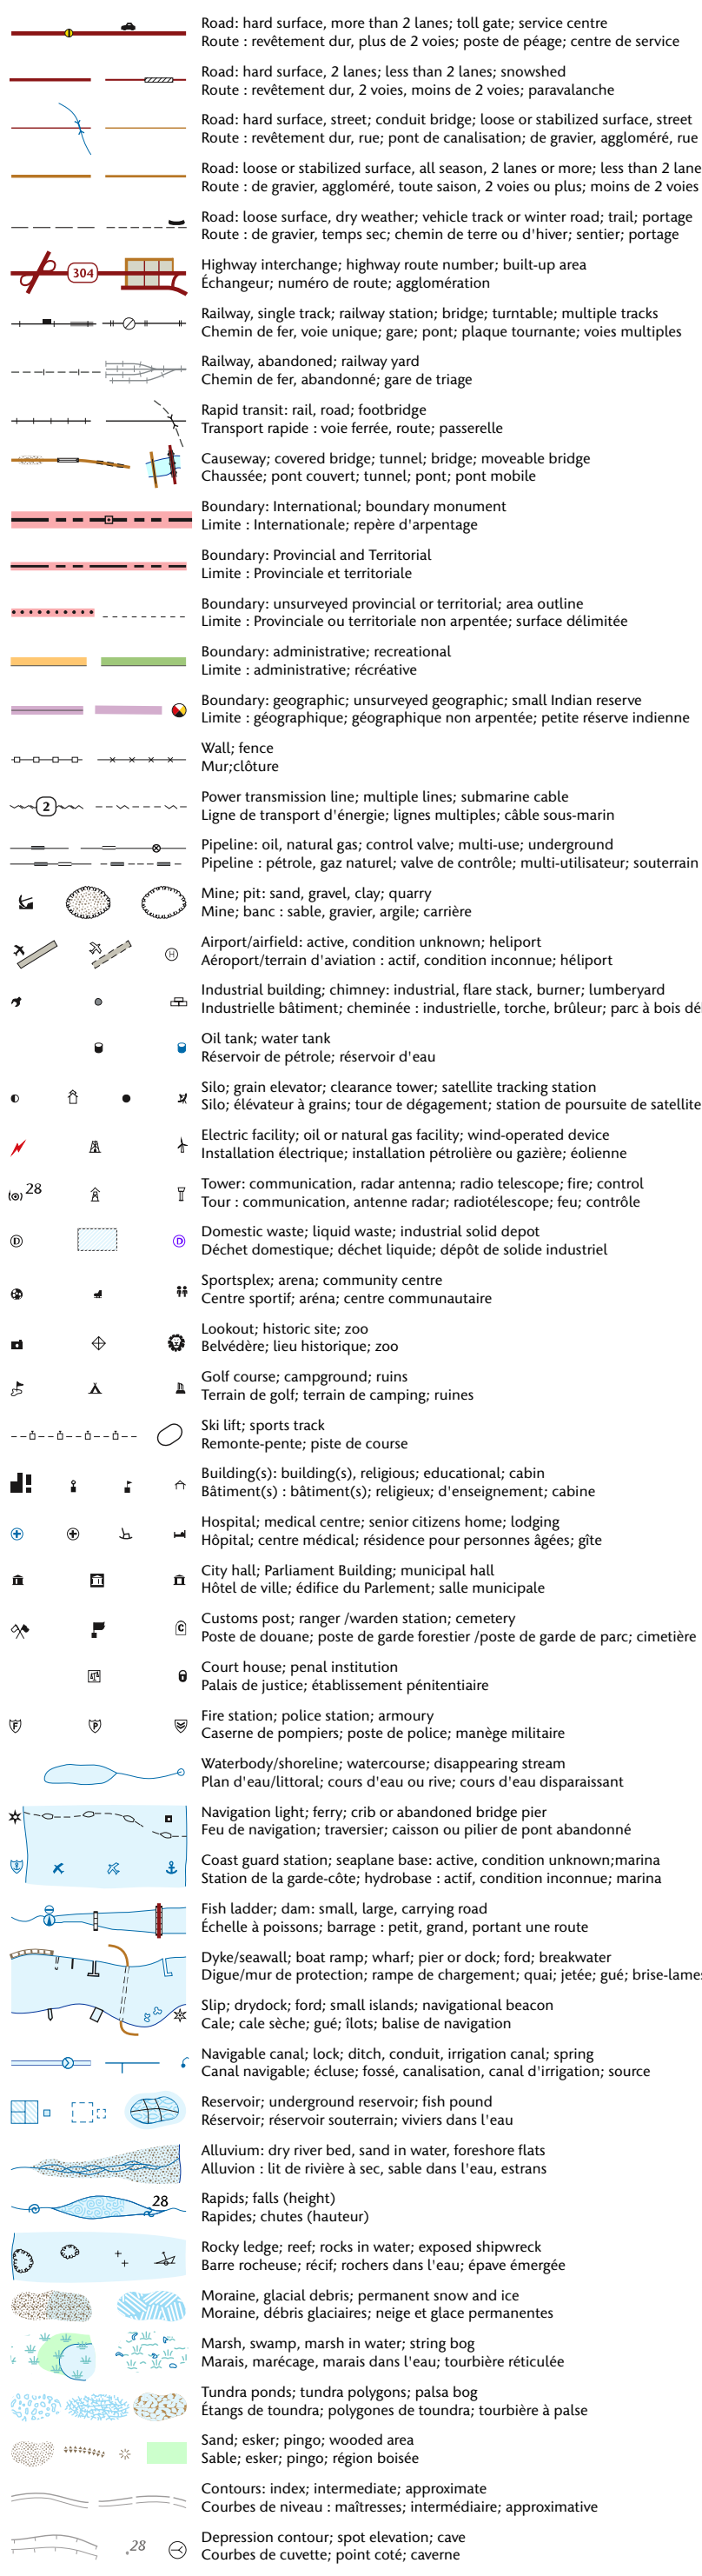 Road: hard surface, more than 2 lanes; toll gate; service centre
Route : revêtement dur, plus de 2 voies; poste de péage; centre de service
Road: hard surface, 2 lanes; less than 2 lanes; snowshed
Route : revêtement dur, 2 voies, moins de 2 voies; paravalanche
Road: hard surface, street; conduit bridge; loose or stabilized surface, street
Route : revêtement dur, rue; pont de canalisation; de gravier, aggloméré, rue
Road: loose or stabilized surface, all season, 2 lanes or more; less than 2 lane
Route : de gravier, aggloméré, toute saison, 2 voies ou plus; moins de 2 voies
Road: loose surface, dry weather; vehicle track or winter road; trail; portage
Route : de gravier, temps sec; chemin de terre ou d'hiver; sentier; portage
304
Highway interchange; highway route number; built-up area
Échangeur; numéro de route; agglomération
Railway, single track; railway station; bridge; turntable; multiple tracks
Chemin de fer, voie unique; gare; pont; plaque tournante; voies multiples
Railway, abandoned; railway yard
Chemin de fer, abandonné; gare de triage
Rapid transit: rail, road; footbridge
Transport rapide : voie ferrée, route; passerelle
Causeway; covered bridge; tunnel; bridge; moveable bridge
Chaussée; pont couvert; tunnel; pont; pont mobile
Boundary: International; boundary monument
Limite : Internationale; repère d'arpentage
Boundary: Provincial and Territorial
Limite : Provinciale et territoriale
Boundary: unsurveyed provincial or territorial; area outline
Limite : Provinciale ou territoriale non arpentée; surface délimitée
Boundary: administrative; recreational
Limite : administrative; récréative
Boundary: geographic; unsurveyed geographic; small Indian reserve
Limite : géographique; géographique non arpentée; petite réserve indienne
Wall; fence
Mur;clôture
2
Power transmission line; multiple lines; submarine cable
Ligne de transport d'énergie; lignes multiples; câble sous-marin
Pipeline: oil, natural gas; control valve; multi-use; underground
Pipeline : pétrole, gaz naturel; valve de contrôle; multi-utilisateur; souterrain
Mine; pit: sand, gravel, clay; quarry
Mine; banc : sable, gravier, argile; carrière
H
Airport/airfield: active, condition unknown; heliport
Aéroport/terrain d'aviation : actif, condition inconnue; héliport
Industrial building; chimney: industrial, flare stack, burner; lumberyard
Industrielle bâtiment; cheminée : industrielle, torche, brûleur; parc à bois dé
Oil tank; water tank
Réservoir de pétrole; réservoir d'eau
Silo; grain elevator; clearance tower; satellite tracking station
Silo; élévateur à grains; tour de dégagement; station de poursuite de satellite
Electric facility; oil or natural gas facility; wind-operated device
Installation électrique; installation pétrolière ou gazière; éolienne
28
Tower: communication, radar antenna; radio telescope; fire; control
Tour : communication, antenne radar; radiotélescope; feu; contrôle
D D
Domestic waste; liquid waste; industrial solid depot
Déchet domestique; déchet liquide; dépôt de solide industriel
Sportsplex; arena; community centre
Centre sportif; aréna; centre communautaire
Lookout; historic site; zoo
Belvédère; lieu historique; zoo
Golf course; campground; ruins
Terrain de golf; terrain de camping; ruines
Ski lift; sports track
Remonte-pente; piste de course
Building(s): building(s), religious; educational; cabin
Bâtiment(s) : bâtiment(s); religieux; d'enseignement; cabine
Hospital; medical centre; senior citizens home; lodging
Hôpital; centre médical; résidence pour personnes âgées; gîte
City hall; Parliament Building; municipal hall
Hôtel de ville; édifice du Parlement; salle municipale
C
Customs post; ranger /warden station; cemetery
Poste de douane; poste de garde forestier /poste de garde de parc; cimetière
Court house; penal institution
Palais de justice; établissement pénitentiaire
F P
Fire station; police station; armoury
Caserne de pompiers; poste de police; manège militaire
Waterbody/shoreline; watercourse; disappearing stream
Plan d'eau/littoral; cours d'eau ou rive; cours d'eau disparaissant
Navigation light; ferry; crib or abandoned bridge pier
Feu de navigation; traversier; caisson ou pilier de pont abandonné
Coast guard station; seaplane base: active, condition unknown;marina
Station de la garde-côte; hydrobase : actif, condition inconnue; marina
Fish ladder; dam: small, large, carrying road
Échelle à poissons; barrage : petit, grand, portant une route
Dyke/seawall; boat ramp; wharf; pier or dock; ford; breakwater
Digue/mur de protection; rampe de chargement; quai; jetée; gué; brise-lames
Slip; drydock; ford; small islands; navigational beacon
Cale; cale sèche; gué; îlots; balise de navigation
Navigable canal; lock; ditch, conduit, irrigation canal; spring
Canal navigable; écluse; fossé, canalisation, canal d'irrigation; source
Reservoir; underground reservoir; fish pound
Réservoir; réservoir souterrain; viviers dans l'eau
Alluvium: dry river bed, sand in water, foreshore flats
Alluvion : lit de rivière à sec, sable dans l'eau, estrans
28
Rapids; falls (height)
Rapides; chutes (hauteur)
Rocky ledge; reef; rocks in water; exposed shipwreck
Barre rocheuse; récif; rochers dans l'eau; épave émergée
Moraine, glacial debris; permanent snow and ice
Moraine, débris glaciaires; neige et glace permanentes
Marsh, swamp, marsh in water; string bog
Marais, marécage, marais dans l'eau; tourbière réticulée
Tundra ponds; tundra polygons; palsa bog
Étangs de toundra; polygones de toundra; tourbière à palse
Sand; esker; pingo; wooded area
Sable; esker; pingo; région boisée
Contours: index; intermediate; approximate
Courbes de niveau : maîtresses; intermédiaire; approximative
.28
Depression contour; spot elevation; cave
Courbes de cuvette; point coté; caverne